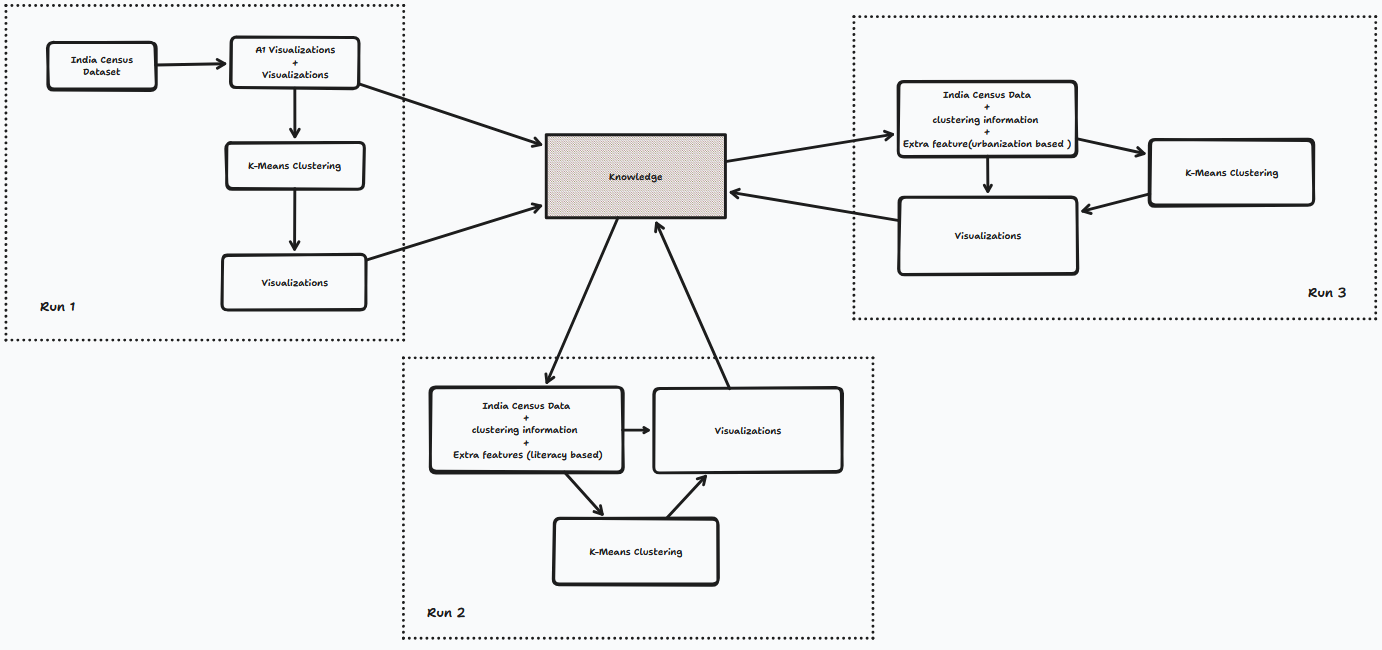 India Census
Dataset
A1 Visualizations
+
Visualizations
K-Means Clustering
Visualizations
Run 1
Knowledge
India Census Data
+
clustering information
+
Extra feature(urbanization based )
K-Means Clustering
Visualizations
Run 3
India Census Data
+
clustering information
+
Extra features (literacy based)
Visualizations
K-Means Clustering
Run 2